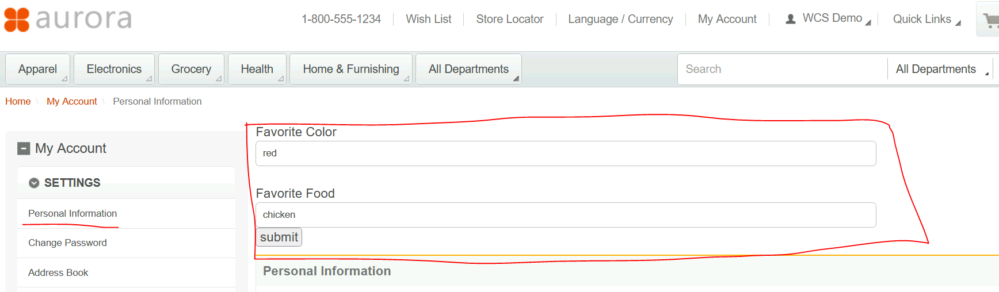 aurora
1-800-555-1234 Wish List Store Locator Language / Currency My Account WCS Demo Quick Links
Apparel Electronics Grocery Health Home & Furnishing All Departments Search All Departments
Home \ My Account \ Personal Information
Favorite Color
My Account
red
SETTINGS
Favorite Food
Personal Information
chicken
submit
Change Password
Address Book
Personal Information